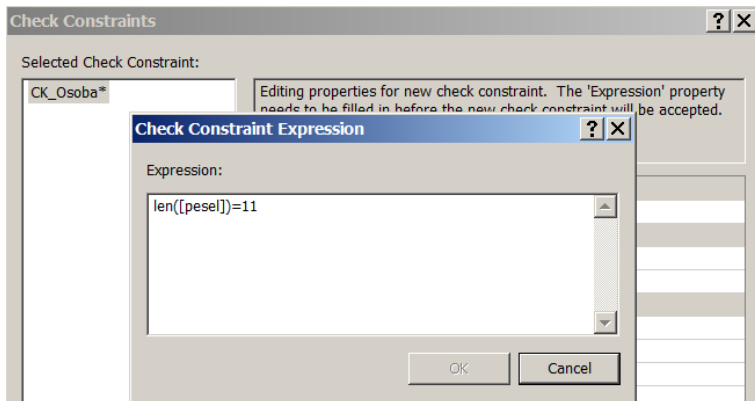 Check Constraints
Selected Check Constraint:
CK_Osoba*
Editing properties for new check constraint. The 'Expression' property
needs to be filled in before the new check constraint will be accepted.
Check Constraint Expression
Expression:
len([pesel])=11
OK
Cancel